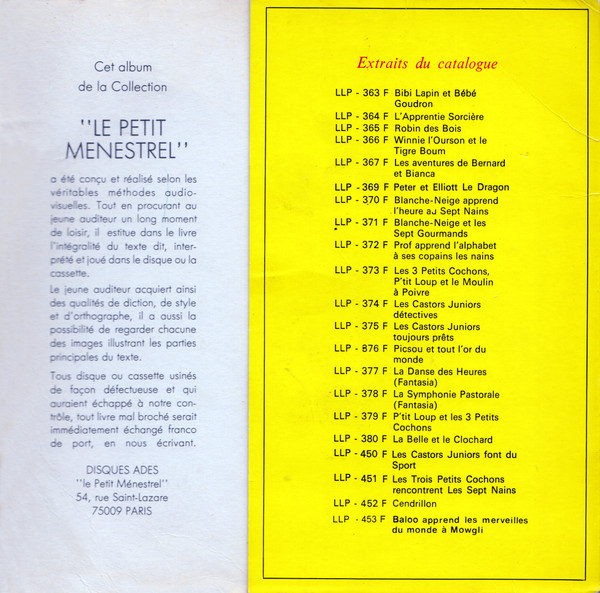 Cet album
de la Collection
"LE PETIT
MENESTREL"
a été conçu et réalisé selon les
véritables méthodes audio-
visuelles. Tout en procurant au
jeune auditeur un long moment
de loisir, il estitue dans le livre
l'intégralité du texte dit, inter-
prété et joué dans le disque ou la
cassette.
Le jeune auditeur acquiert ainsi
des qualités de diction, de style
et d'orthographe, il a aussi la
possibilité de regarder chacune
des images illustrant les parties
principales du texte.
Tous disque ou cassette usinés
de façon défectueuse et qui
auraient échappé à notre con-
trôle, tout livre mal broché serait
immédiatement échangé franco
de port, en nous écrivant.
DISQUES ADES
"le Petit Ménestrel"
54, rue Saint-Lazare
75009 PARIS
Extraits du catalogue
LLP - 363 F Bibi Lapin et Bébé
Goudron
LLP - 364 F L'Apprentie Sorcière
LLP - 365 F Robin des Bois
LLP - 366 F Winnie l'Ourson et le
Tigre Boum
LLP - 367 F Les aventures de Bernard
et Bianca
LLP - 369 F Peter et Elliott Le Dragon
LLP - 370 F Blanche-Neige apprend
l'heure au Sept Nains
LLP - 371 F Blanche-Neige et les
Sept Gourmands
LLP - 372 F Prof apprend l'alphabet
à ses copains les nains
LLP - 373 F Les 3 Petits Cochons,
P'tit Loup et le Moulin
à Poivre
LLP - 374 F Les Castors Juniors
détectives
LLP - 375 F Les Castors Juniors
toujours prêts
LLP - 876 F Picsou et tout l'or du
monde
LLP - 377 F La Danse des Heures
(Fantasia)
LLP - 378 F La Symphonie Pastorale
(Fantasia)
LLP - 379 F P'tit Loup et les 3 Petits
Cochons
LLP - 380 F La Belle et le Clochard
LLP - 450 F Les Castors Juniors font du
Sport
LLP - 451 F Les Trois Petits Cochons
rencontrent Les Sept Nains
LLP - 452 F Cendrillon
LLP - 453 F Baloo apprend les merveilles
du monde à Mowgli